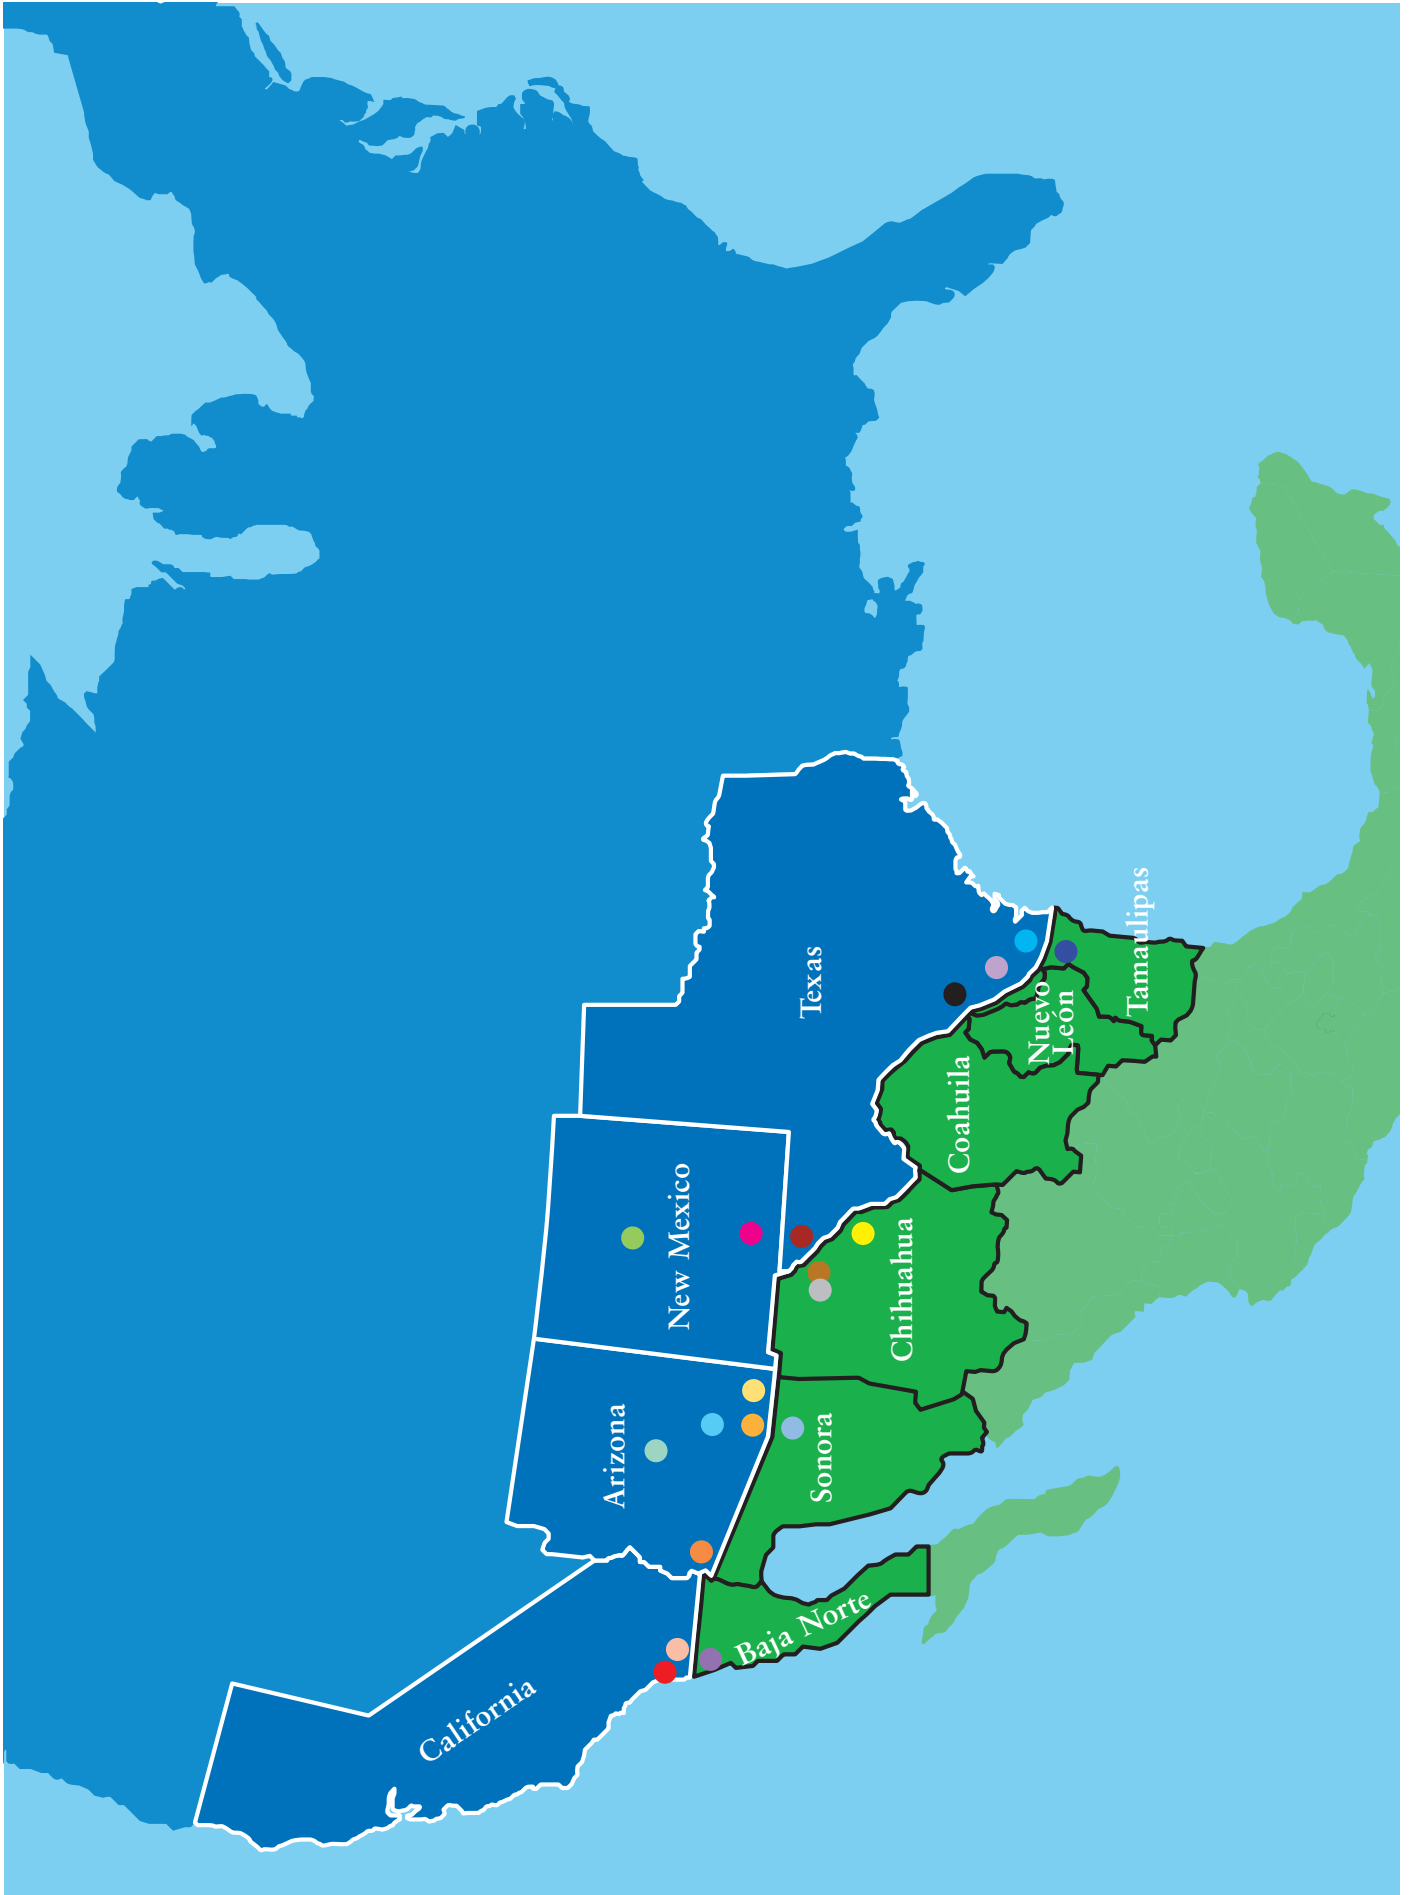 California
Arizona
New Mexico
Texas
Baja Norte
Sonora
Chihuahua
Coahuila
Nuevo
León
Tamaulipas